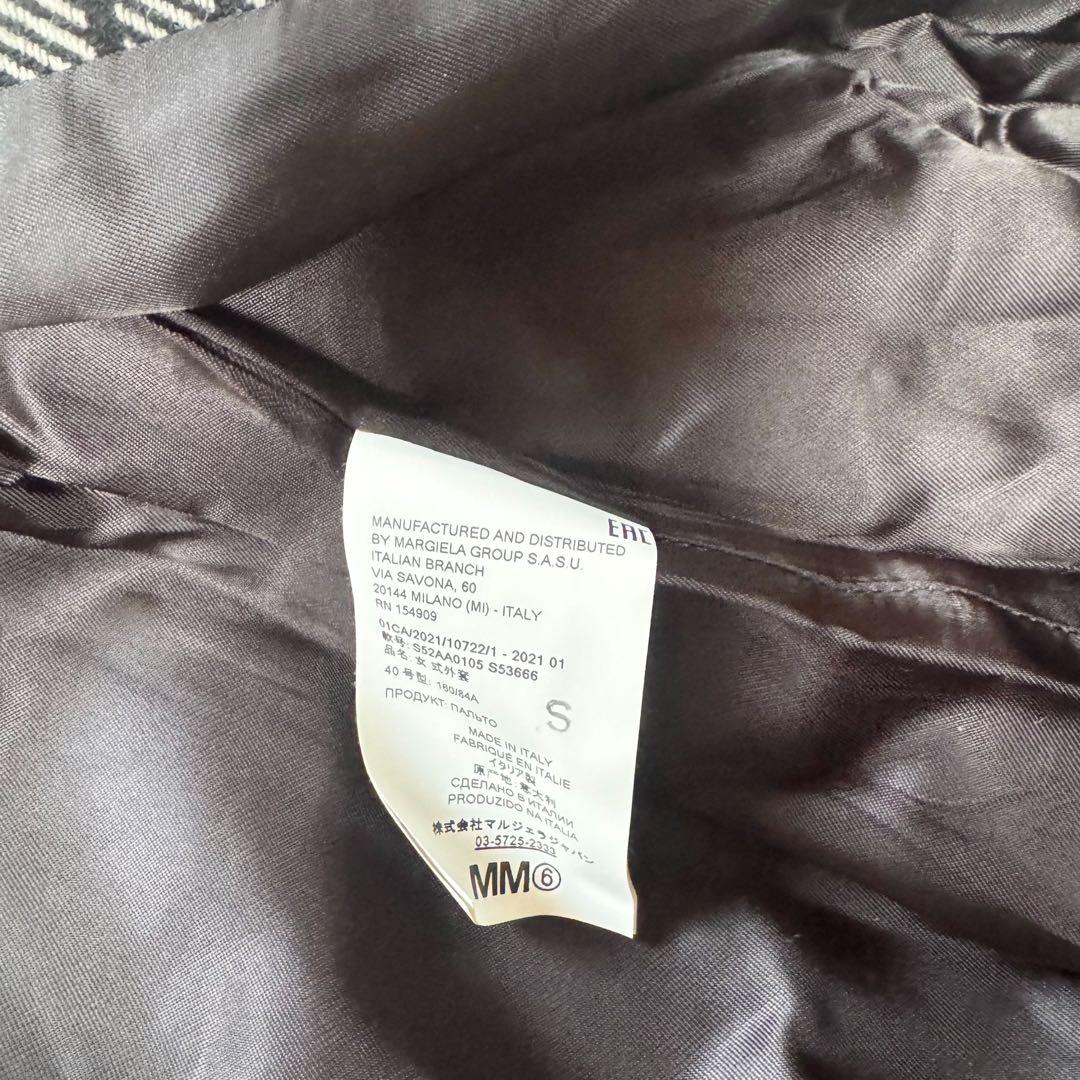 EAC
MANUFACTURED AND DISTRIBUTED
BY MARGIELA GROUP S.A.S.U.
ITALIAN BRANCH
VIA SAVONA, 60
20144 MILANO (MI) - ITALY
RN 154909
01CA/2021/10722/1 - 2021 01
款号: S52AA0105 S53666
品名: 女式外套
40 号型: 160/84A
ПРОДУКТ: ПАЛЬТО
S
MADE IN ITALY
FABRIQUÉ EN ITALIE
イタリア製
原产地: 意大利
СДЕЛАНО В ИТАЛИИ
PRODUZIDO NA ITALIA
株式会社マルジェラジャパン
03-5725-2333
MM⑥